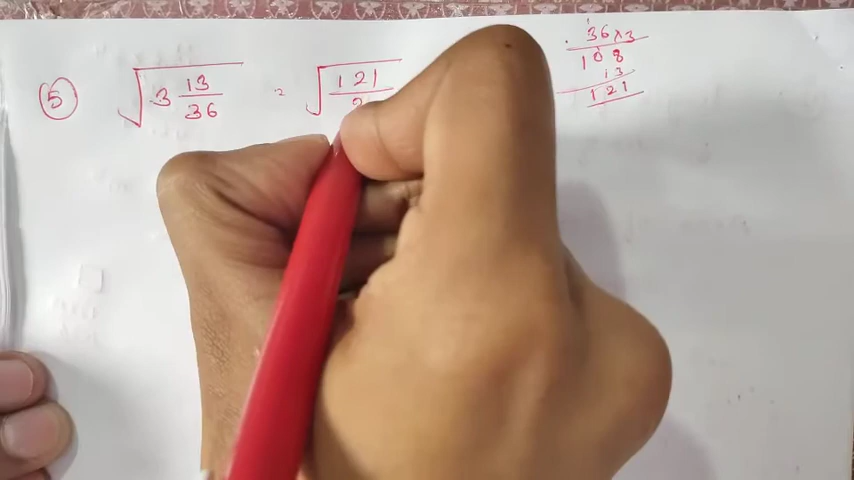 36×3
⑤ √3 13/36 = √121/
108
13
121